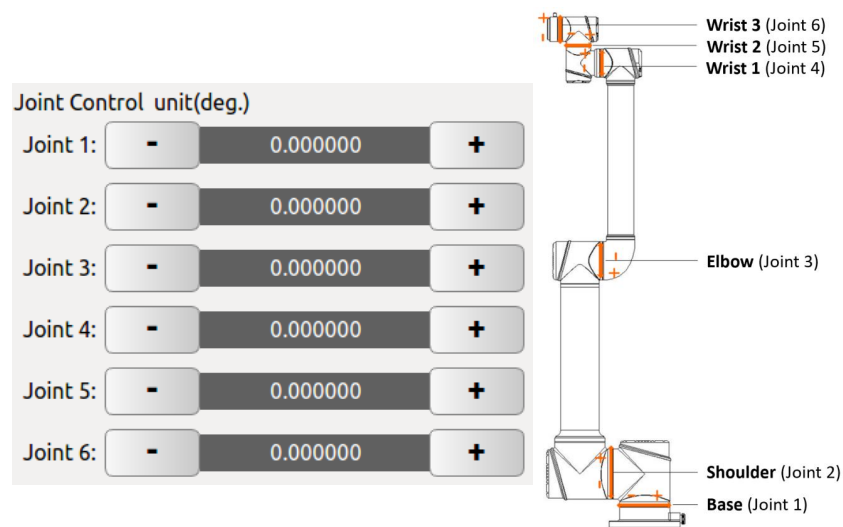 Joint Control unit(deg.)
Joint 1: - 0.000000 +
Joint 2: - 0.000000 +
Joint 3: - 0.000000 +
Joint 4: - 0.000000 +
Joint 5: - 0.000000 +
Joint 6: - 0.000000 +
Wrist 3 (Joint 6)
Wrist 2 (Joint 5)
Wrist 1 (Joint 4)
Elbow (Joint 3)
Shoulder (Joint 2)
Base (Joint 1)